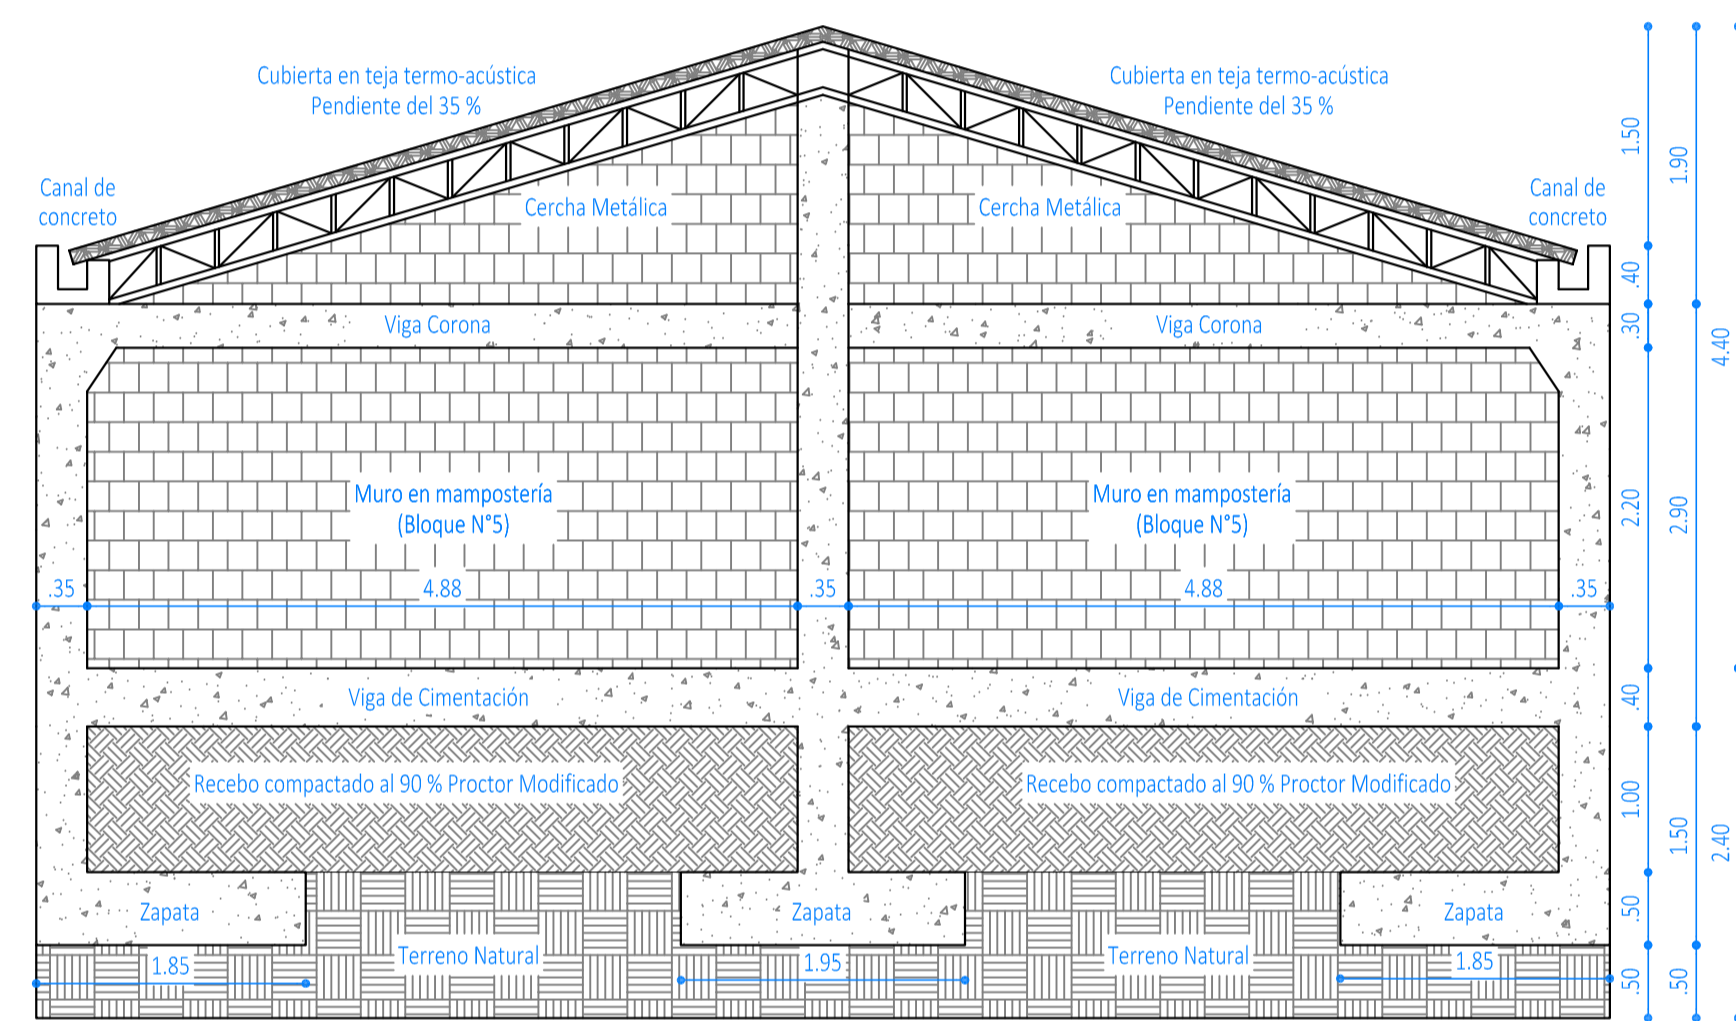 Cubierta en teja termo-acústica
Pendiente del 35 %
Cubierta en teja termo-acústica
Pendiente del 35 %
Canal de
concreto
Cercha Metálica
Cercha Metálica
Canal de
concreto
Viga Corona
Viga Corona
Muro en mampostería
(Bloque N°5)
Muro en mampostería
(Bloque N°5)
.35
4.88
.35
4.88
.35
Viga de Cimentación
Viga de Cimentación
Recebo compactado al 90 % Proctor Modificado
Recebo compactado al 90 % Proctor Modificado
Zapata
Zapata
Zapata
Terreno Natural
Terreno Natural
1.85
1.95
1.85
1.50
.40
.30
2.20
.40
1.00
.50
.50
1.90
2.90
1.50
.50
4.40
2.40